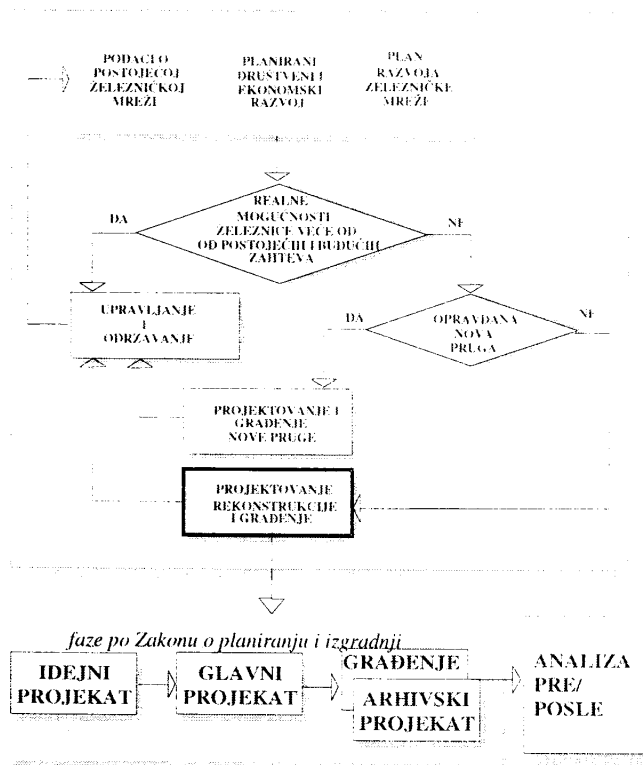 PODACI O
POSTOJEĆOJ
ŽELEZNIČKOJ
MREŽI
PLANIRANI
DRUŠTVENI I
EKONOMSKI
RAZVOJ
PLAN
RAZVOJA
ŽELEZNIČKE
MREŽE
DA
REALNE
MOGUĆNOSTI
ŽELEZNICE VEĆE OD
OD POSTOJEĆIH I BUDUĆIH
ZAHTEVA
NE
UPRAVLJANJE
I
ODRŽAVANJE
DA
OPRAVDANA
NOVA
PRUGA
NE
PROJEKTOVANJE I
GRAĐENJE
NOVE PRUGE
PROJEKTOVANJE
REKONSTRUKCIJE
I GRAĐENJE
faze po Zakonu o planiranju i izgradnji
IDEJNI
PROJEKAT
GLAVNI
PROJEKAT
GRAĐENJE
ARHIVSKI
PROJEKAT
ANALIZA
PRE/
POSLE